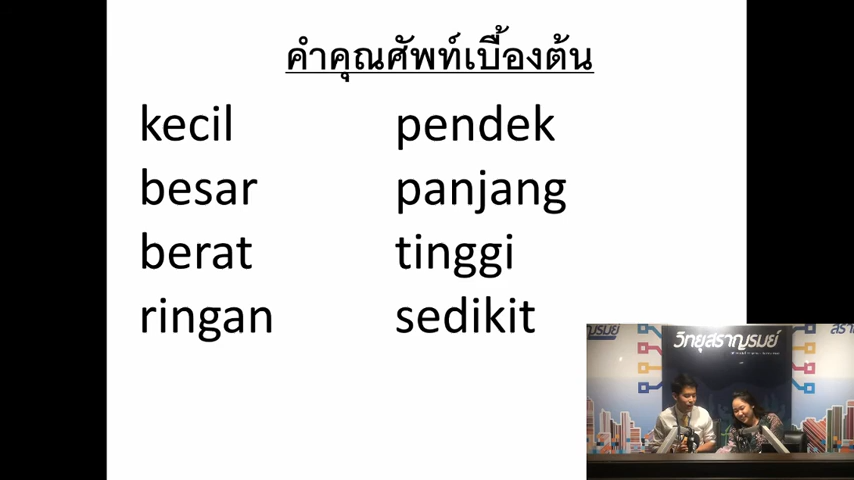 คำคุณศัพท์เบื้องต้น
kecil
besar
berat
ringan
pendek
panjang
tinggi
sedikit
วิทยุสราญรมย์